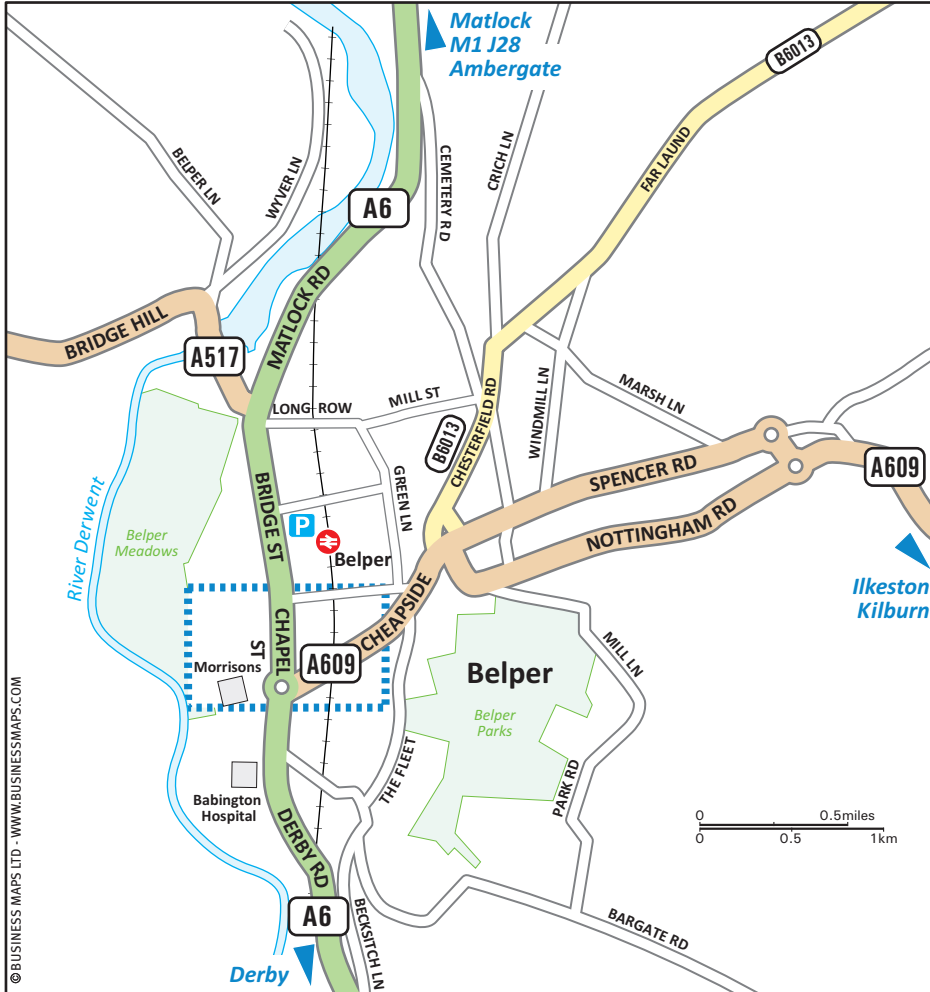 Matlock
M1 J28
Ambergate
B6013
BELPER LN
WYVER LN
CEMETERY RD
CRICH LN
FAR LAUND
A6
MATLOCK RD
BRIDGE HILL
A517
LONG ROW
MILL ST
CHESTERFIELD RD
B6013
WINDMILL LN
MARSH LN
SPENCER RD
A609
NOTTINGHAM RD
GREEN LN
BRIDGE ST
P
Belper
Belper
Meadows
River Derwent
Ilkeston
Kilburn
CHEAPSIDE
CHAPEL
ST
A609
Morrisons
MILL LN
Belper
Belper
Parks
THE FLEET
PARK RD
Babington
Hospital
DERBY RD
0 0.5miles
0 0.5 1km
A6
BECKSITCH LN
BARGATE RD
Derby
©BUSINESS MAPS LTD - WWW.BUSINESSMAPS.COM